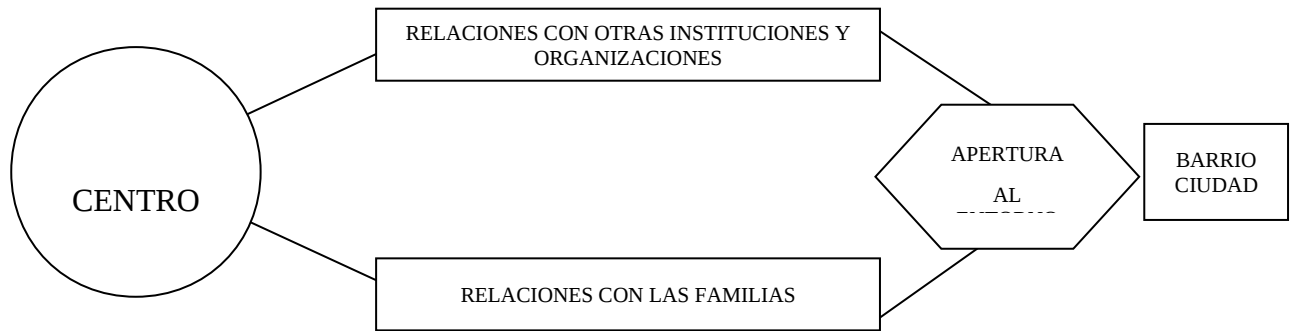 RELACIONES CON OTRAS INSTITUCIONES Y
ORGANIZACIONES
CENTRO
APERTURA
AL
BARRIO
CIUDAD
RELACIONES CON LAS FAMILIAS